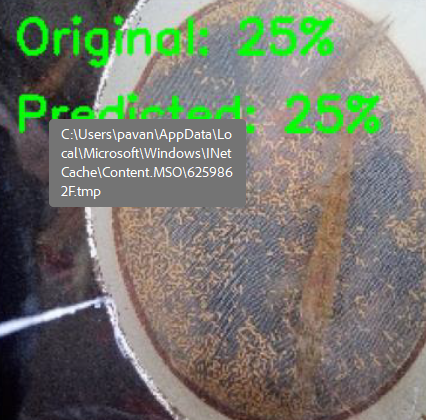 Original: 25%
Predicted: 25%
C:\Users\pavan\AppData\Lo
cal\Microsoft\Windows\INet
Cache\Content.MSO\625986
2F.tmp